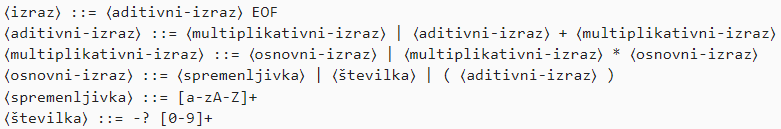 ⟨izraz⟩ ::= ⟨aditivni-izraz⟩ EOF
⟨aditivni-izraz⟩ ::= ⟨multiplikativni-izraz⟩ | ⟨aditivni-izraz⟩ + ⟨multiplikativni-izraz⟩
⟨multiplikativni-izraz⟩ ::= ⟨osnovni-izraz⟩ | ⟨multiplikativni-izraz⟩ * ⟨osnovni-izraz⟩
⟨osnovni-izraz⟩ ::= ⟨spremenljivka⟩ | ⟨številka⟩ | ( ⟨aditivni-izraz⟩ )
⟨spremenljivka⟩ ::= [a-zA-Z]+
⟨številka⟩ ::= -? [0-9]+